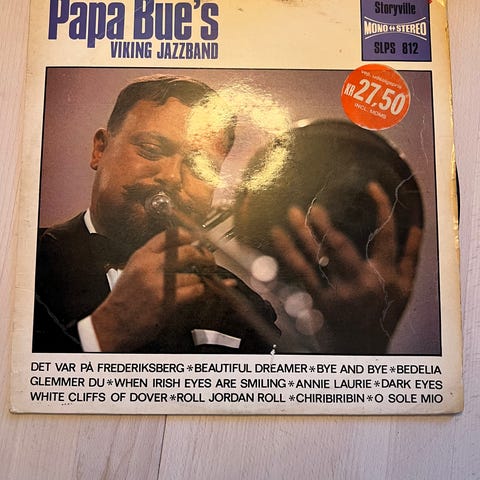 Papa Bue's
VIKING JAZZBAND
Storyville
MONO ↔ STEREO
SLPS 812
vejl. udsalgspris
KR 27,50
INCL. MOMS
DET VAR PÅ FREDERIKSBERG * BEAUTIFUL DREAMER * BYE AND BYE * BEDELIA
GLEMMER DU * WHEN IRISH EYES ARE SMILING * ANNIE LAURIE * DARK EYES
WHITE CLIFFS OF DOVER * ROLL JORDAN ROLL * CHIRIBIRIBIN * O SOLE MIO